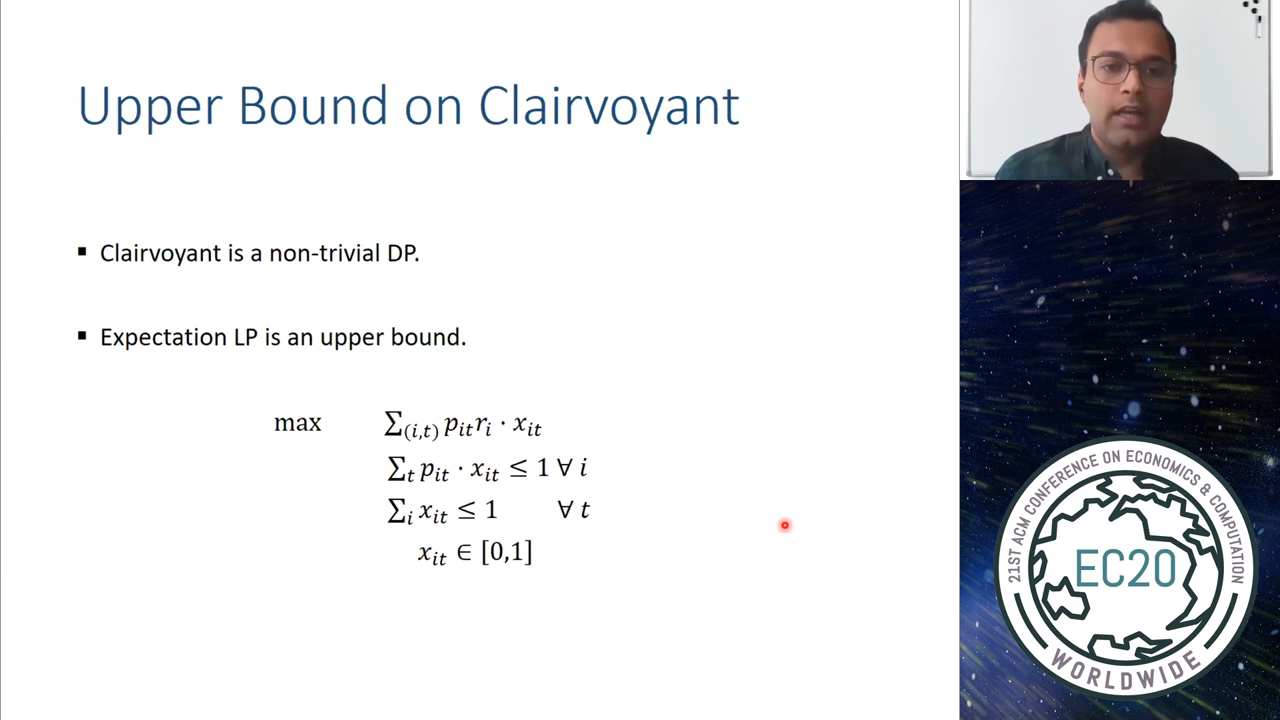 Upper Bound on Clairvoyant
▪ Clairvoyant is a non-trivial DP.
▪ Expectation LP is an upper bound.
max ∑₍ᵢ,ₜ₎ pᵢₜrᵢ · xᵢₜ
∑ₜ pᵢₜ · xᵢₜ ≤ 1 ∀ i
∑ᵢ xᵢₜ ≤ 1 ∀ t
xᵢₜ ∈ [0,1]
21ST ACM CONFERENCE ON ECONOMICS & COMPUTATION
EC20
WORLDWIDE